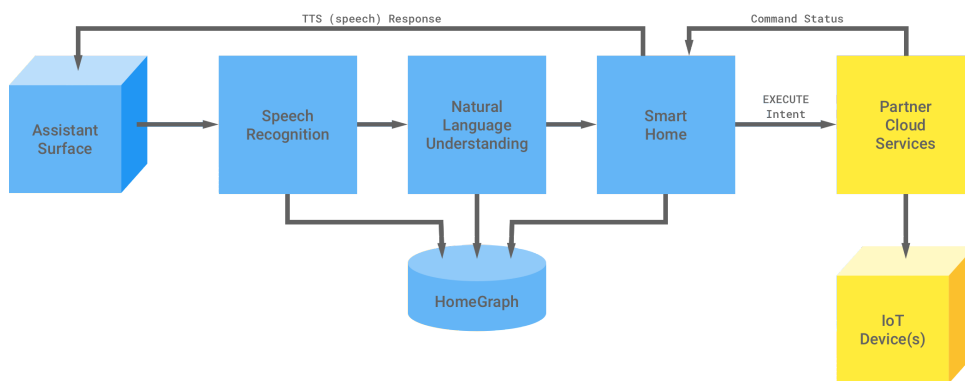 TTS (speech) Response
Command Status
Assistant
Surface
Speech
Recognition
Natural
Language
Understanding
Smart
Home
EXECUTE
Intent
Partner
Cloud
Services
HomeGraph
IoT
Device(s)